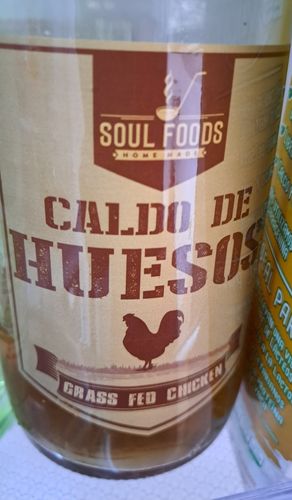 SOUL FOODS
HOME MADE
CALDO DE
HUESOS
GRASS FED CHICKEN